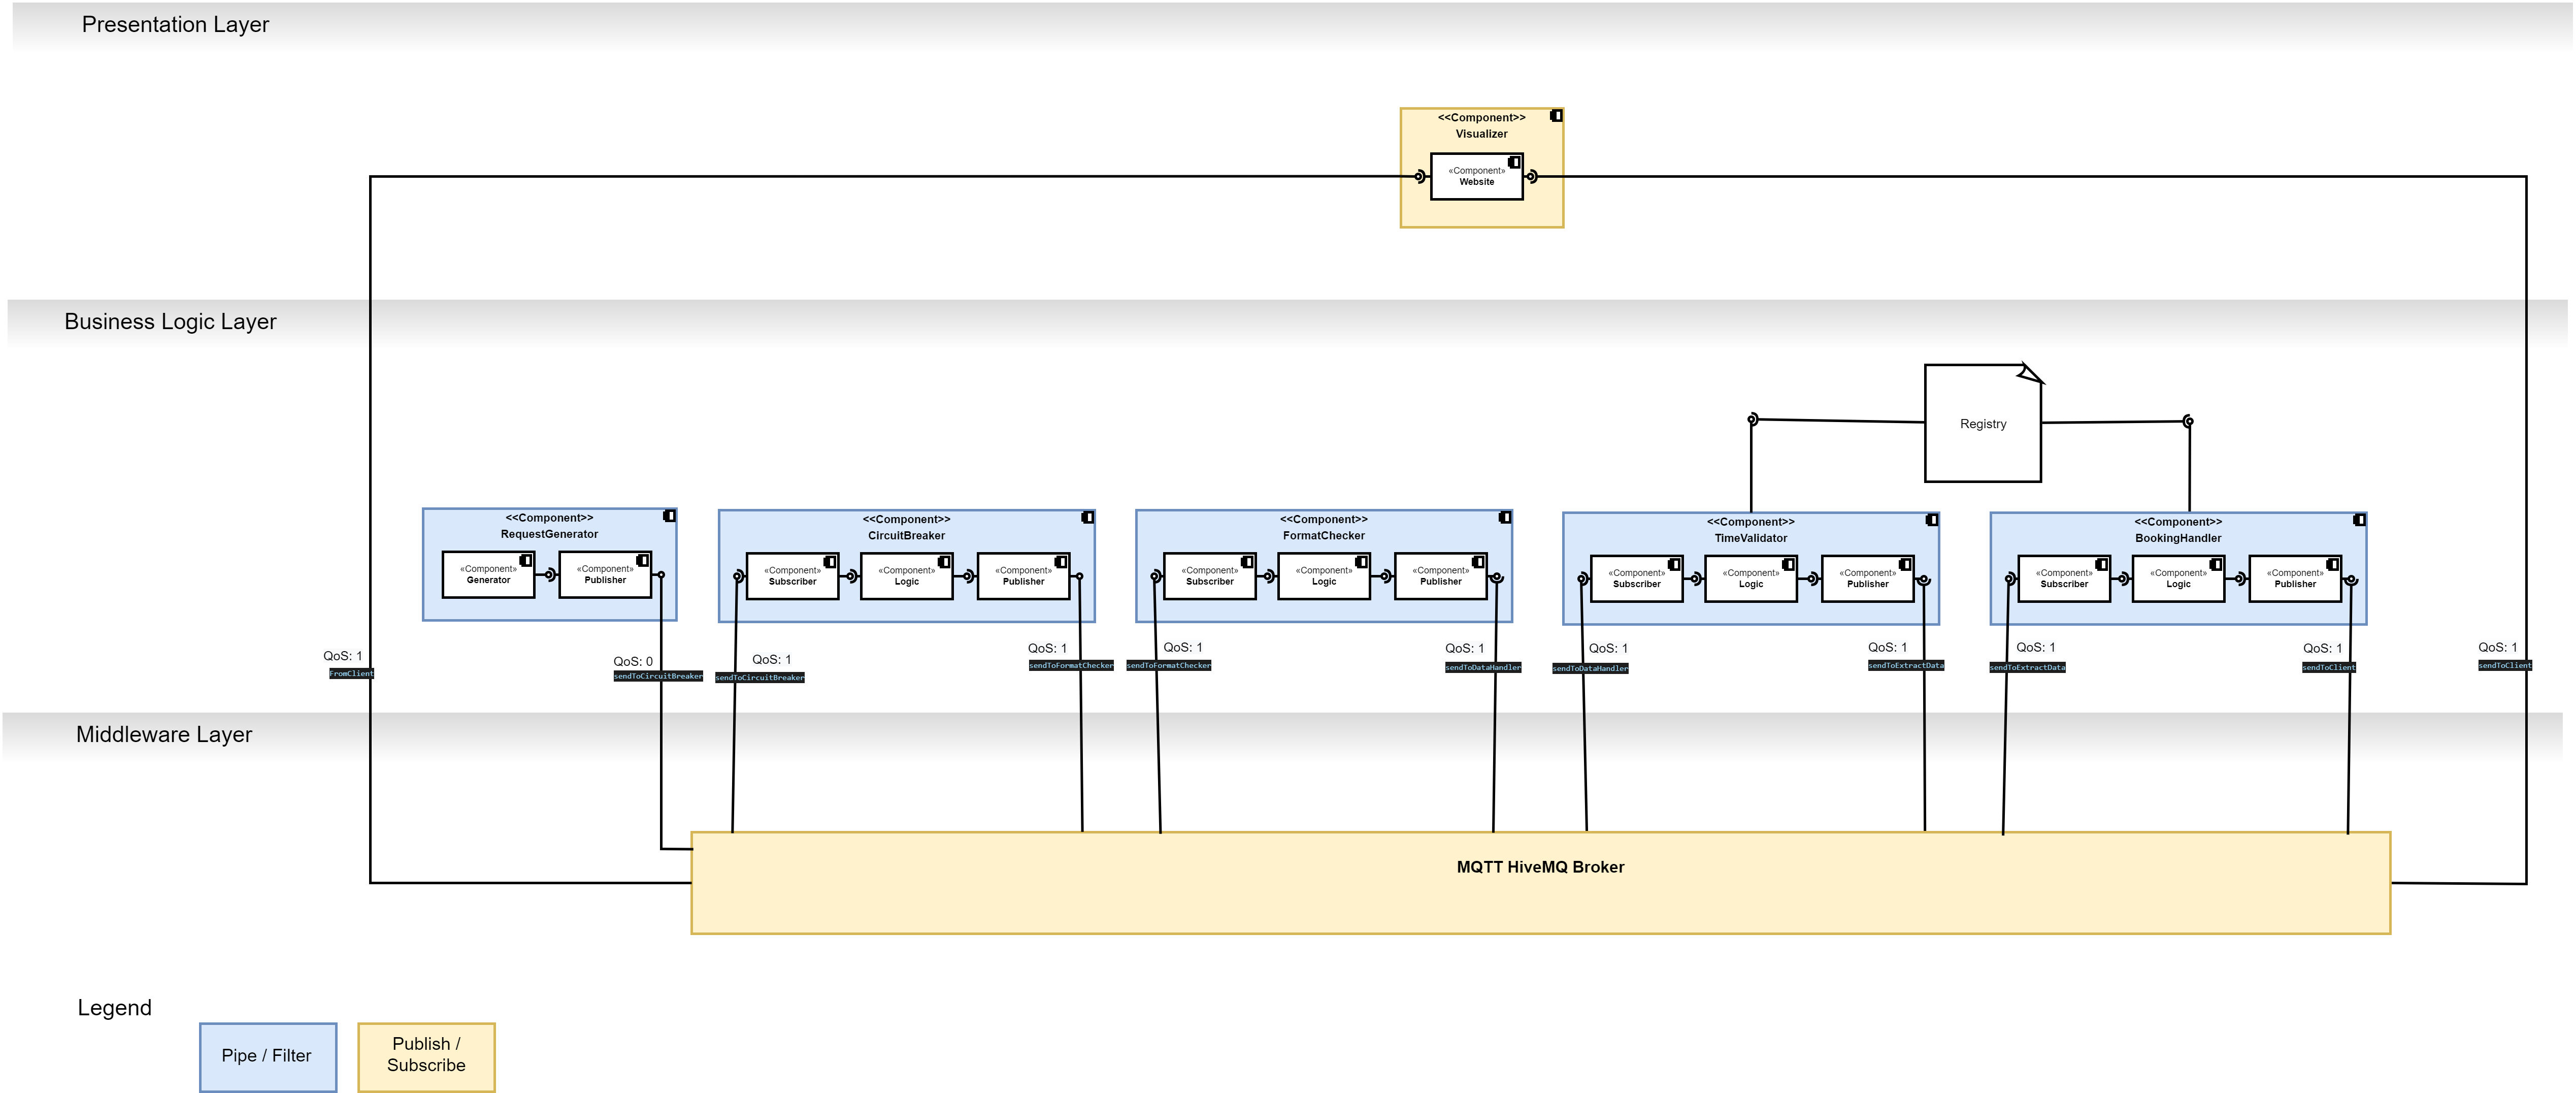 Presentation Layer
<<Component>>
Visualizer
«Component»
Website
Business Logic Layer
Registry
<<Component>>
RequestGenerator
«Component»
Generator
«Component»
Publisher
<<Component>>
CircuitBreaker
«Component»
Subscriber
«Component»
Logic
«Component»
Publisher
<<Component>>
FormatChecker
«Component»
Subscriber
«Component»
Logic
«Component»
Publisher
<<Component>>
TimeValidator
«Component»
Subscriber
«Component»
Logic
«Component»
Publisher
<<Component>>
BookingHandler
«Component»
Subscriber
«Component»
Logic
«Component»
Publisher
QoS: 1
FromClient
QoS: 0
sendToCircuitBreaker
QoS: 1
sendToCircuitBreaker
QoS: 1
sendToFormatChecker
QoS: 1
sendToFormatChecker
QoS: 1
sendToDataHandler
QoS: 1
sendToDataHandler
QoS: 1
sendToExtractData
QoS: 1
sendToExtractData
QoS: 1
sendToClient
QoS: 1
sendToClient
Middleware Layer
MQTT HiveMQ Broker
Legend
Pipe / Filter
Publish /
Subscribe